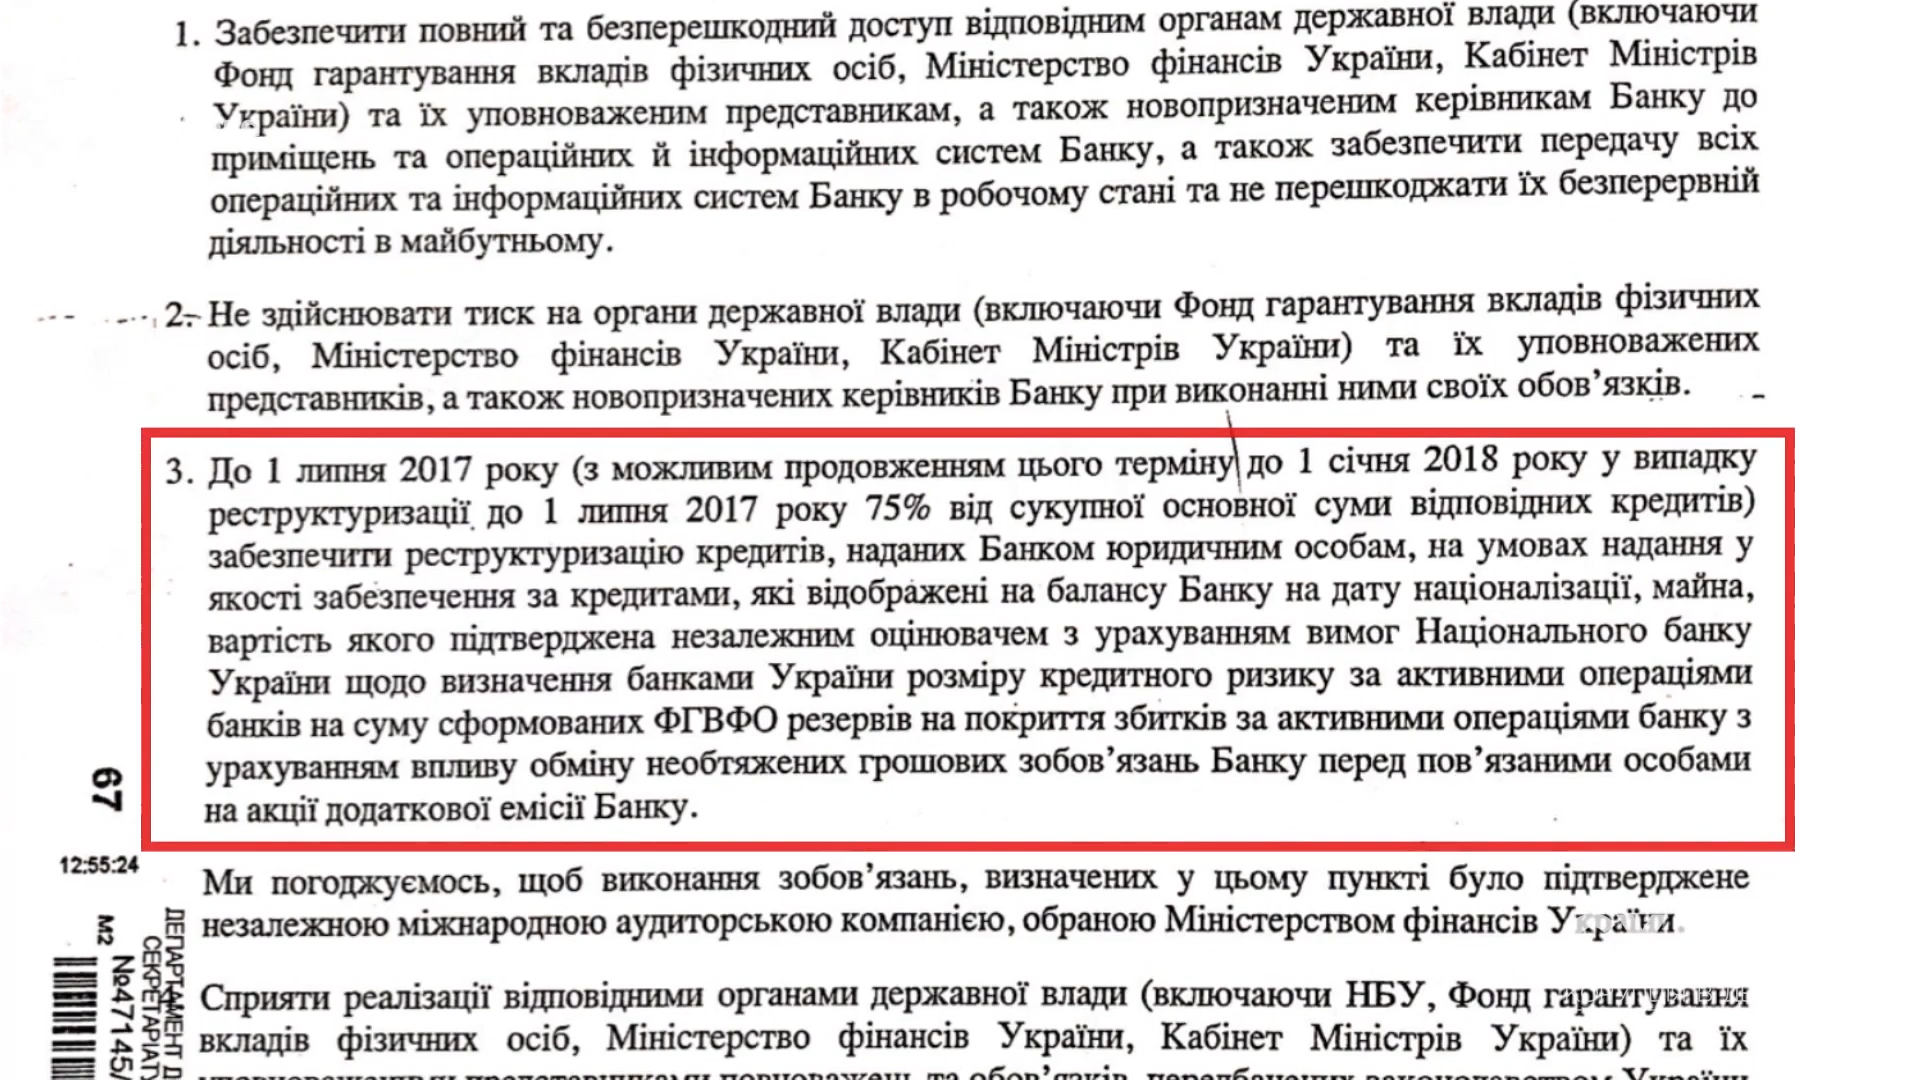 1. Забезпечити повний та безперешкодний доступ відповідним органам державної влади (включаючи
Фонд гарантування вкладів фізичних осіб, Міністерство фінансів України, Кабінет Міністрів
України) та їх уповноваженим представникам, а також новопризначеним керівникам Банку до
приміщень та операційних й інформаційних систем Банку, а також забезпечити передачу всіх
операційних та інформаційних систем Банку в робочому стані та не перешкоджати їх безперервній
діяльності в майбутньому.
2. Не здійснювати тиск на органи державної влади (включаючи Фонд гарантування вкладів фізичних
осіб, Міністерство фінансів України, Кабінет Міністрів України) та їх уповноважених
представників, а також новопризначених керівників Банку при виконанні ними своїх обов’язків.
3. До 1 липня 2017 року (з можливим продовженням цього терміну до 1 січня 2018 року у випадку
реструктуризації до 1 липня 2017 року 75% від сукупної основної суми відповідних кредитів)
забезпечити реструктуризацію кредитів, наданих Банком юридичним особам, на умовах надання у
якості забезпечення за кредитами, які відображені на балансу Банку на дату націоналізації, майна,
вартість якого підтверджена незалежним оцінювачем з урахуванням вимог Національного банку
України щодо визначення банками України розміру кредитного ризику за активними операціями
банків на суму сформованих ФГВФО резервів на покриття збитків за активними операціями банку з
урахуванням впливу обміну необтяжених грошових зобов’язань Банку перед пов’язаними особами
на акції додаткової емісії Банку.
Ми погоджуємось, щоб виконання зобов’язань, визначених у цьому пункті було підтверджене
незалежною міжнародною аудиторською компанією, обраною Міністерством фінансів України.
Сприяти реалізації відповідними органами державної влади (включаючи НБУ, Фонд гарантування
вкладів фізичних осіб, Міністерство фінансів України, Кабінет Міністрів України) та їх
67
12:55:24
ДЕПАРТАМЕНТ Д
СЕКРЕТАРІАТ
№47145/
М2